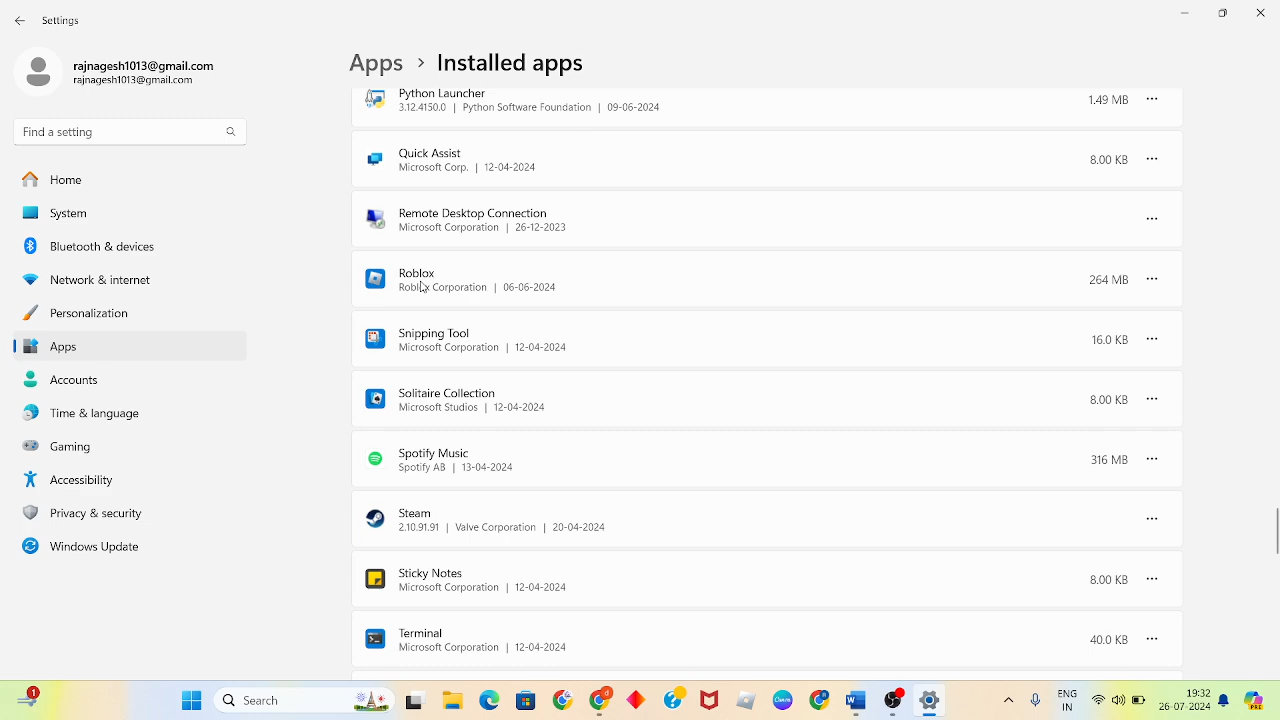 Settings
rajnagesh1013@gmail.com
rajnagesh1013@gmail.com
Find a setting
Home
System
Bluetooth & devices
Network & internet
Personalization
Apps
Accounts
Time & language
Gaming
Accessibility
Privacy & security
Windows Update
Apps > Installed apps
Python Launcher
3.12.4150.0 | Python Software Foundation | 09-06-2024
1.49 MB
Quick Assist
Microsoft Corp. | 12-04-2024
8.00 KB
Remote Desktop Connection
Microsoft Corporation | 26-12-2023
Roblox
Roblox Corporation | 06-06-2024
264 MB
Snipping Tool
Microsoft Corporation | 12-04-2024
16.0 KB
Solitaire Collection
Microsoft Studios | 12-04-2024
8.00 KB
Spotify Music
Spotify AB | 13-04-2024
316 MB
Steam
2.10.91.91 | Valve Corporation | 20-04-2024
Sticky Notes
Microsoft Corporation | 12-04-2024
8.00 KB
Terminal
Microsoft Corporation | 12-04-2024
40.0 KB
1
Search
ENG
IN
19:32
26-07-2024